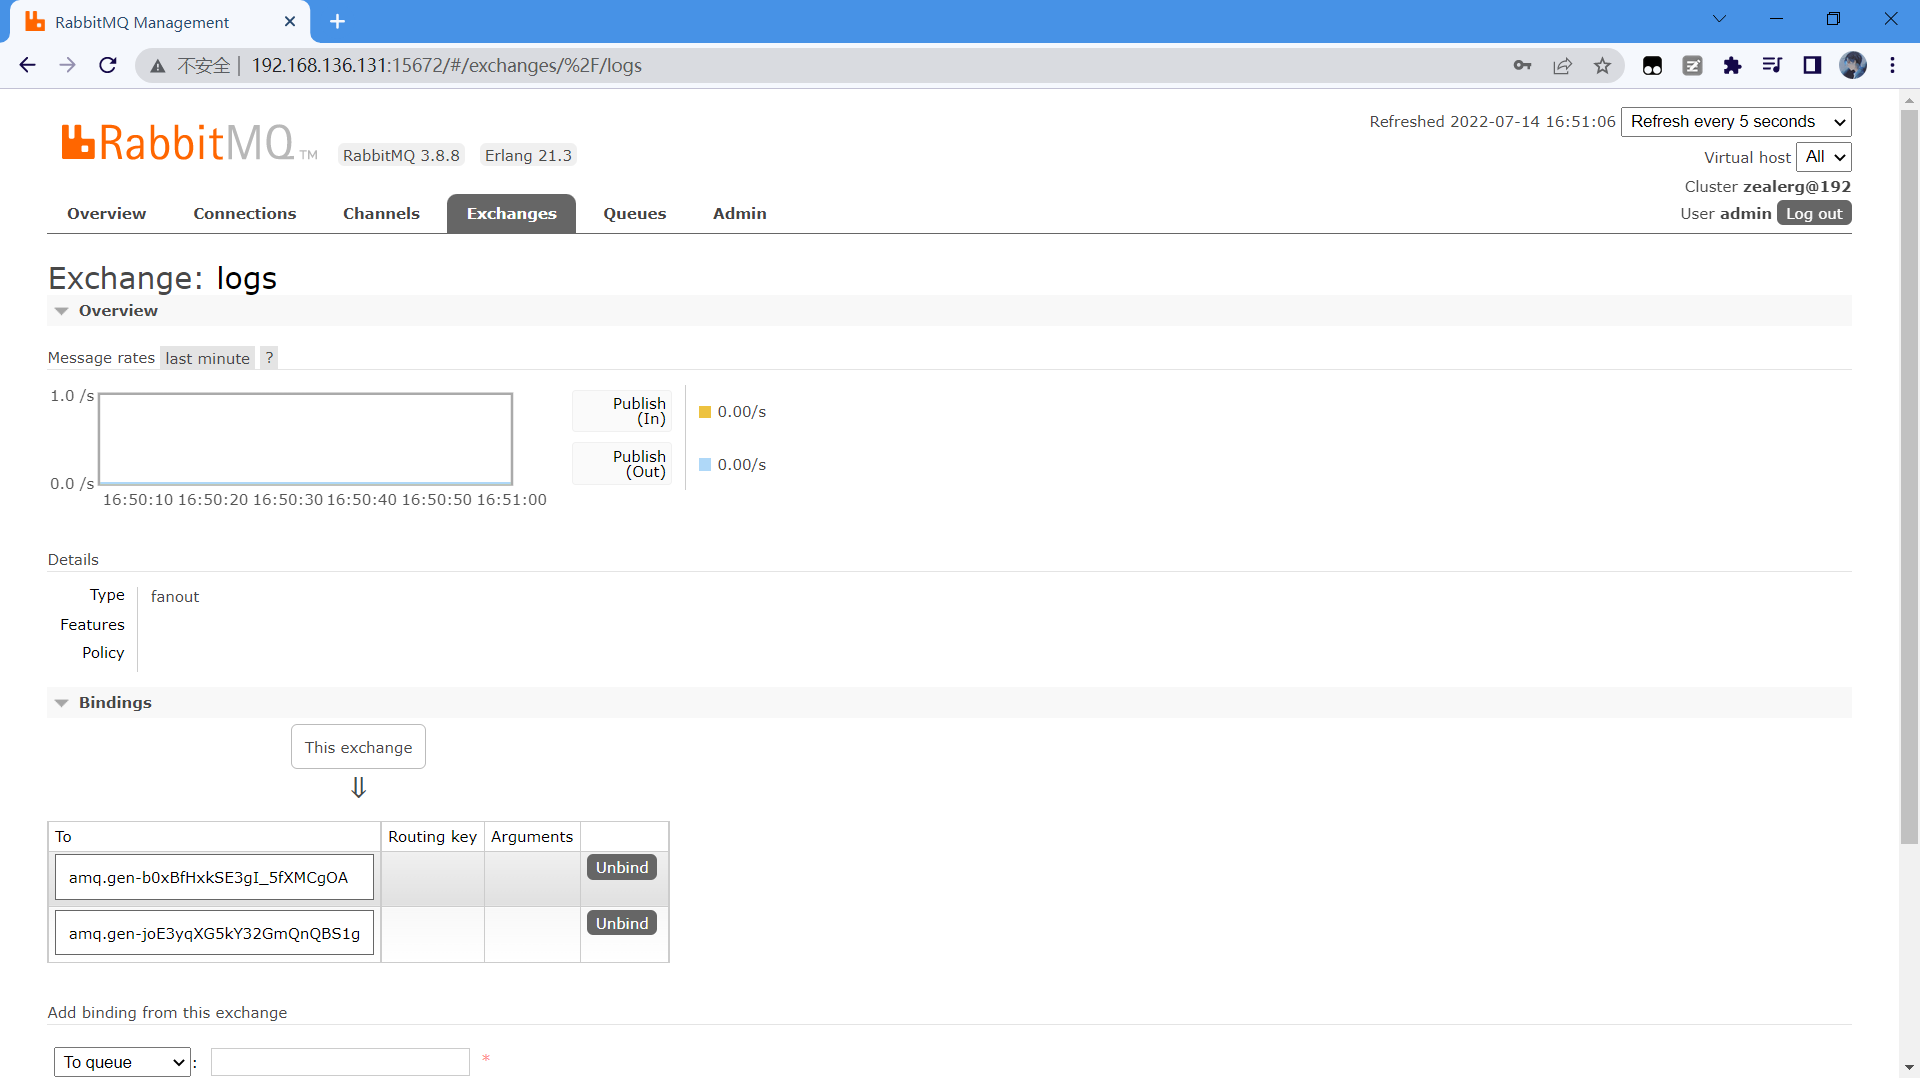 RabbitMQ Management
不安全 | 192.168.136.131:15672/#/exchanges/%2F/logs
RabbitMQ TM RabbitMQ 3.8.8 Erlang 21.3
Refreshed 2022-07-14 16:51:06 Refresh every 5 seconds
Virtual host All
Cluster zealerg@192
User admin Log out
Overview Connections Channels Exchanges Queues Admin
Exchange: logs
Overview
Message rates last minute ?
1.0 /s
0.0 /s
16:50:10 16:50:20 16:50:30 16:50:40 16:50:50 16:51:00
Publish
(In)
0.00/s
Publish
(Out)
0.00/s
Details
Type fanout
Features
Policy
Bindings
This exchange
⇓
To Routing key Arguments
amq.gen-b0xBfHxkSE3gI_5fXMCgOA Unbind
amq.gen-joE3yqXG5kY32GmQnQBS1g Unbind
Add binding from this exchange
To queue : *